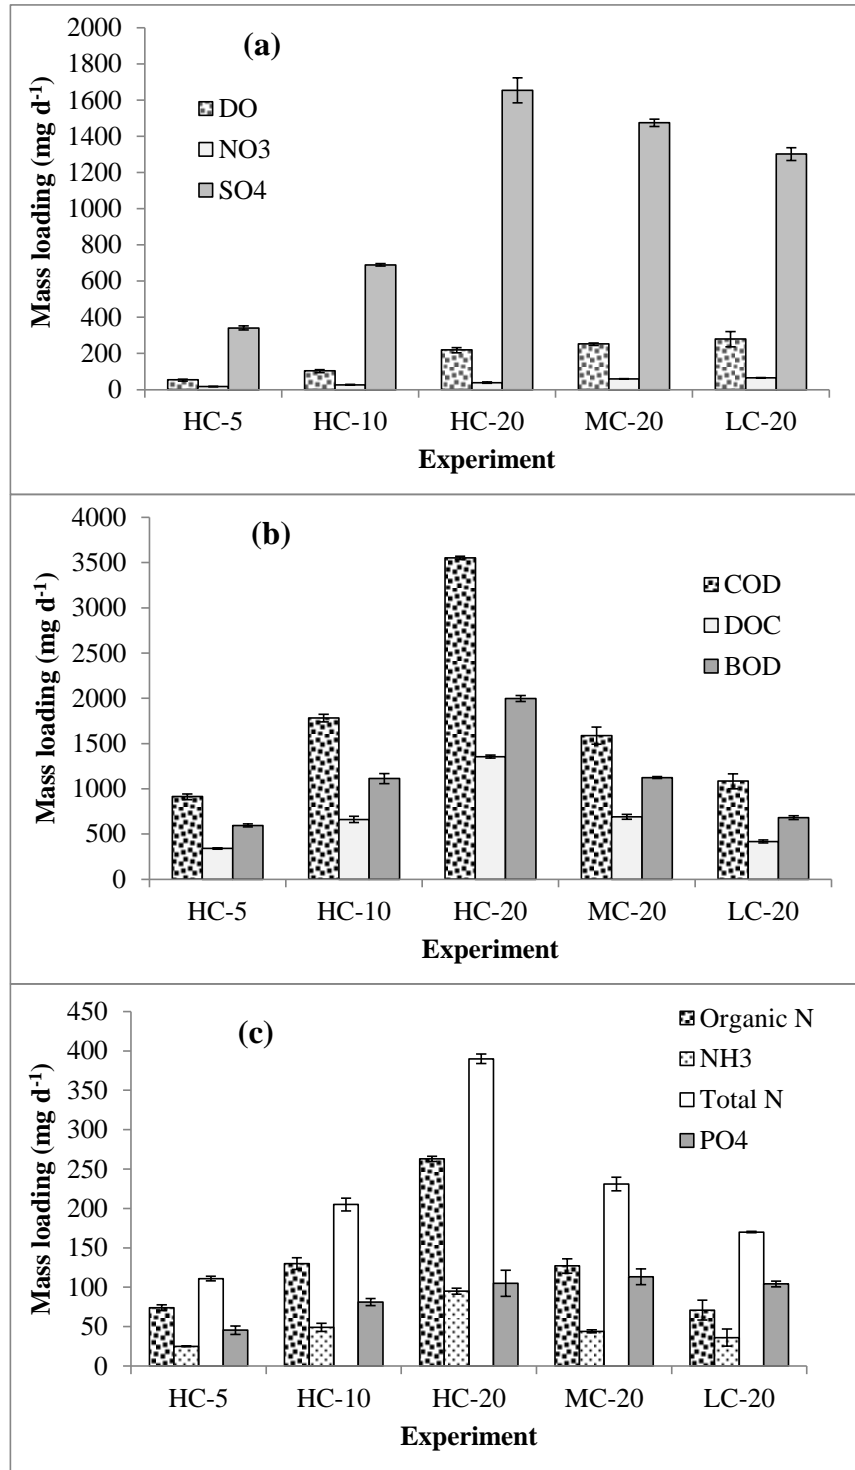 (a)
Mass loading (mg d-1)
2000
1800
1600
1400
1200
1000
800
600
400
200
0
DO
NO3
SO4
HC-5 HC-10 HC-20 MC-20 LC-20
Experiment
(b)
Mass loading (mg d-1)
4000
3500
3000
2500
2000
1500
1000
500
0
COD
DOC
BOD
HC-5 HC-10 HC-20 MC-20 LC-20
Experiment
(c)
Mass loading (mg d-1)
450
400
350
300
250
200
150
100
50
0
Organic N
NH3
Total N
PO4
HC-5 HC-10 HC-20 MC-20 LC-20
Experiment